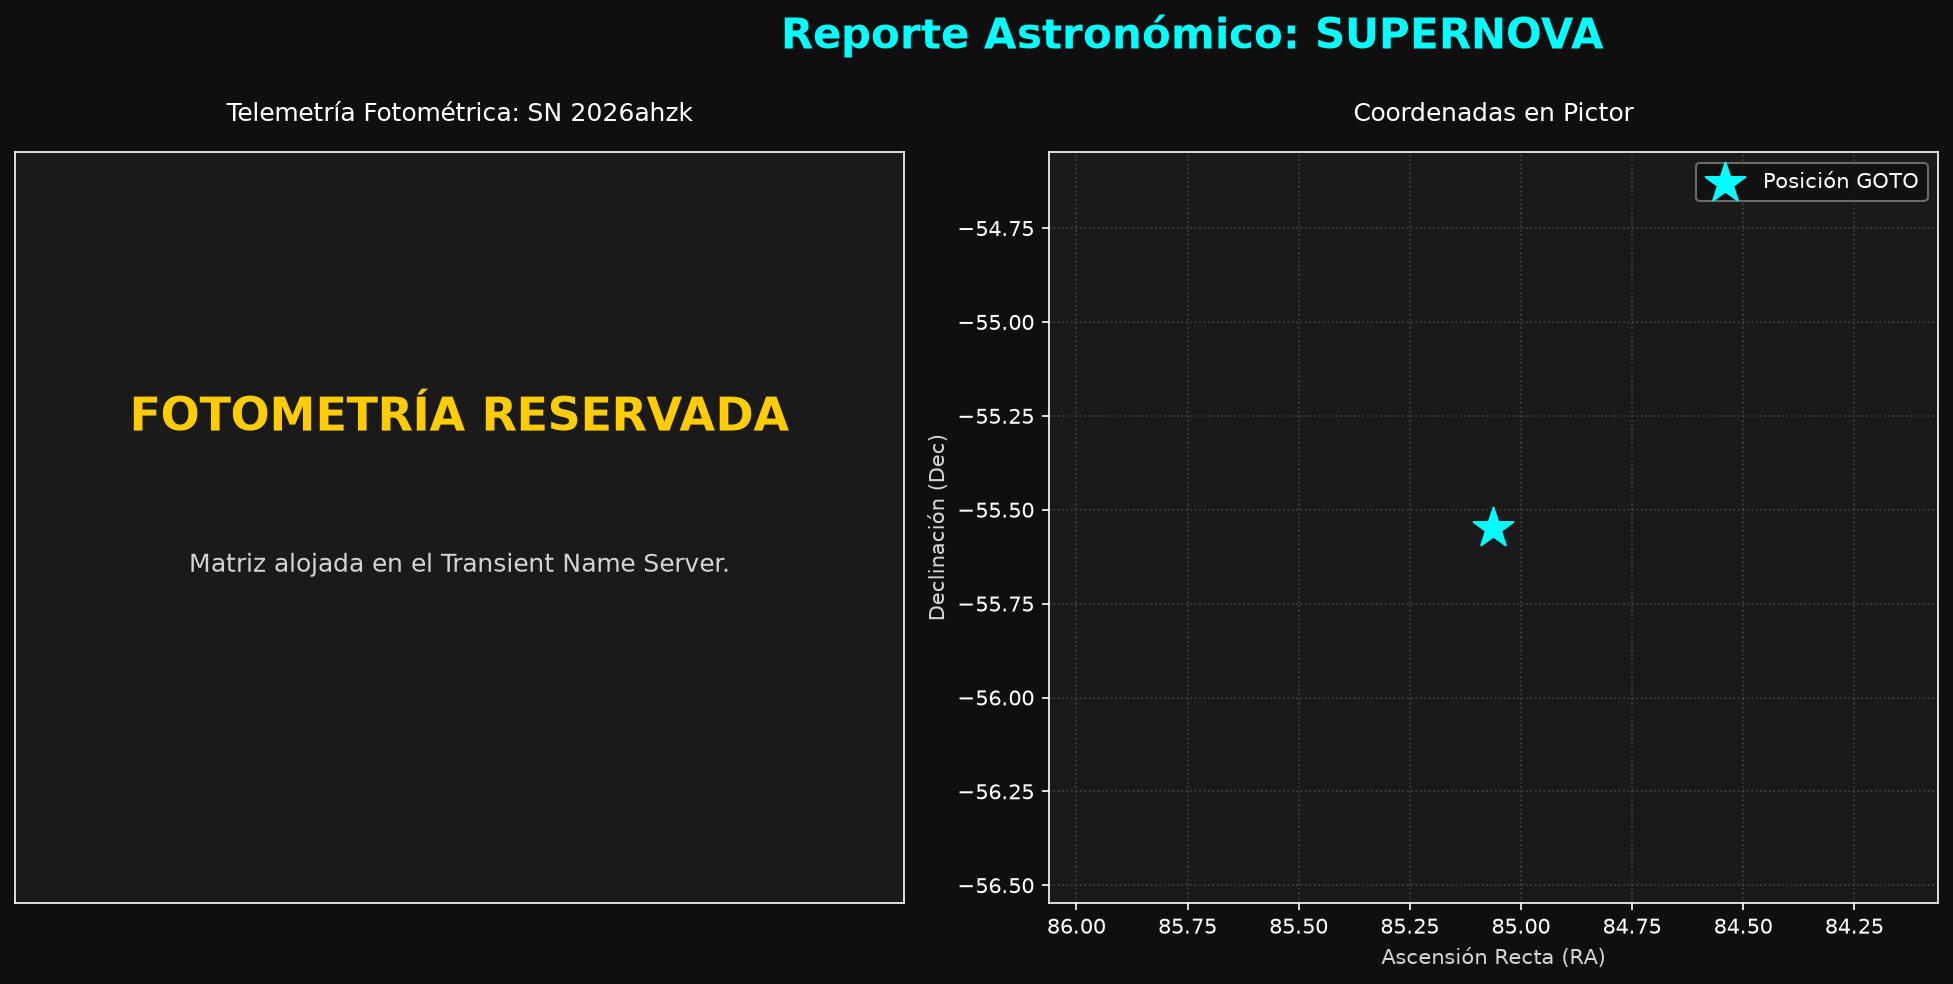 Reporte Astronómico: SUPERNOVA
Telemetría Fotométrica: SN 2026ahzk
FOTOMETRÍA RESERVADA
Matriz alojada en el Transient Name Server.
Coordenadas en Pictor
Posición GOTO
Declinación (Dec)
−54.75
−55.00
−55.25
−55.50
−55.75
−56.00
−56.25
−56.50
86.00 85.75 85.50 85.25 85.00 84.75 84.50 84.25
Ascensión Recta (RA)